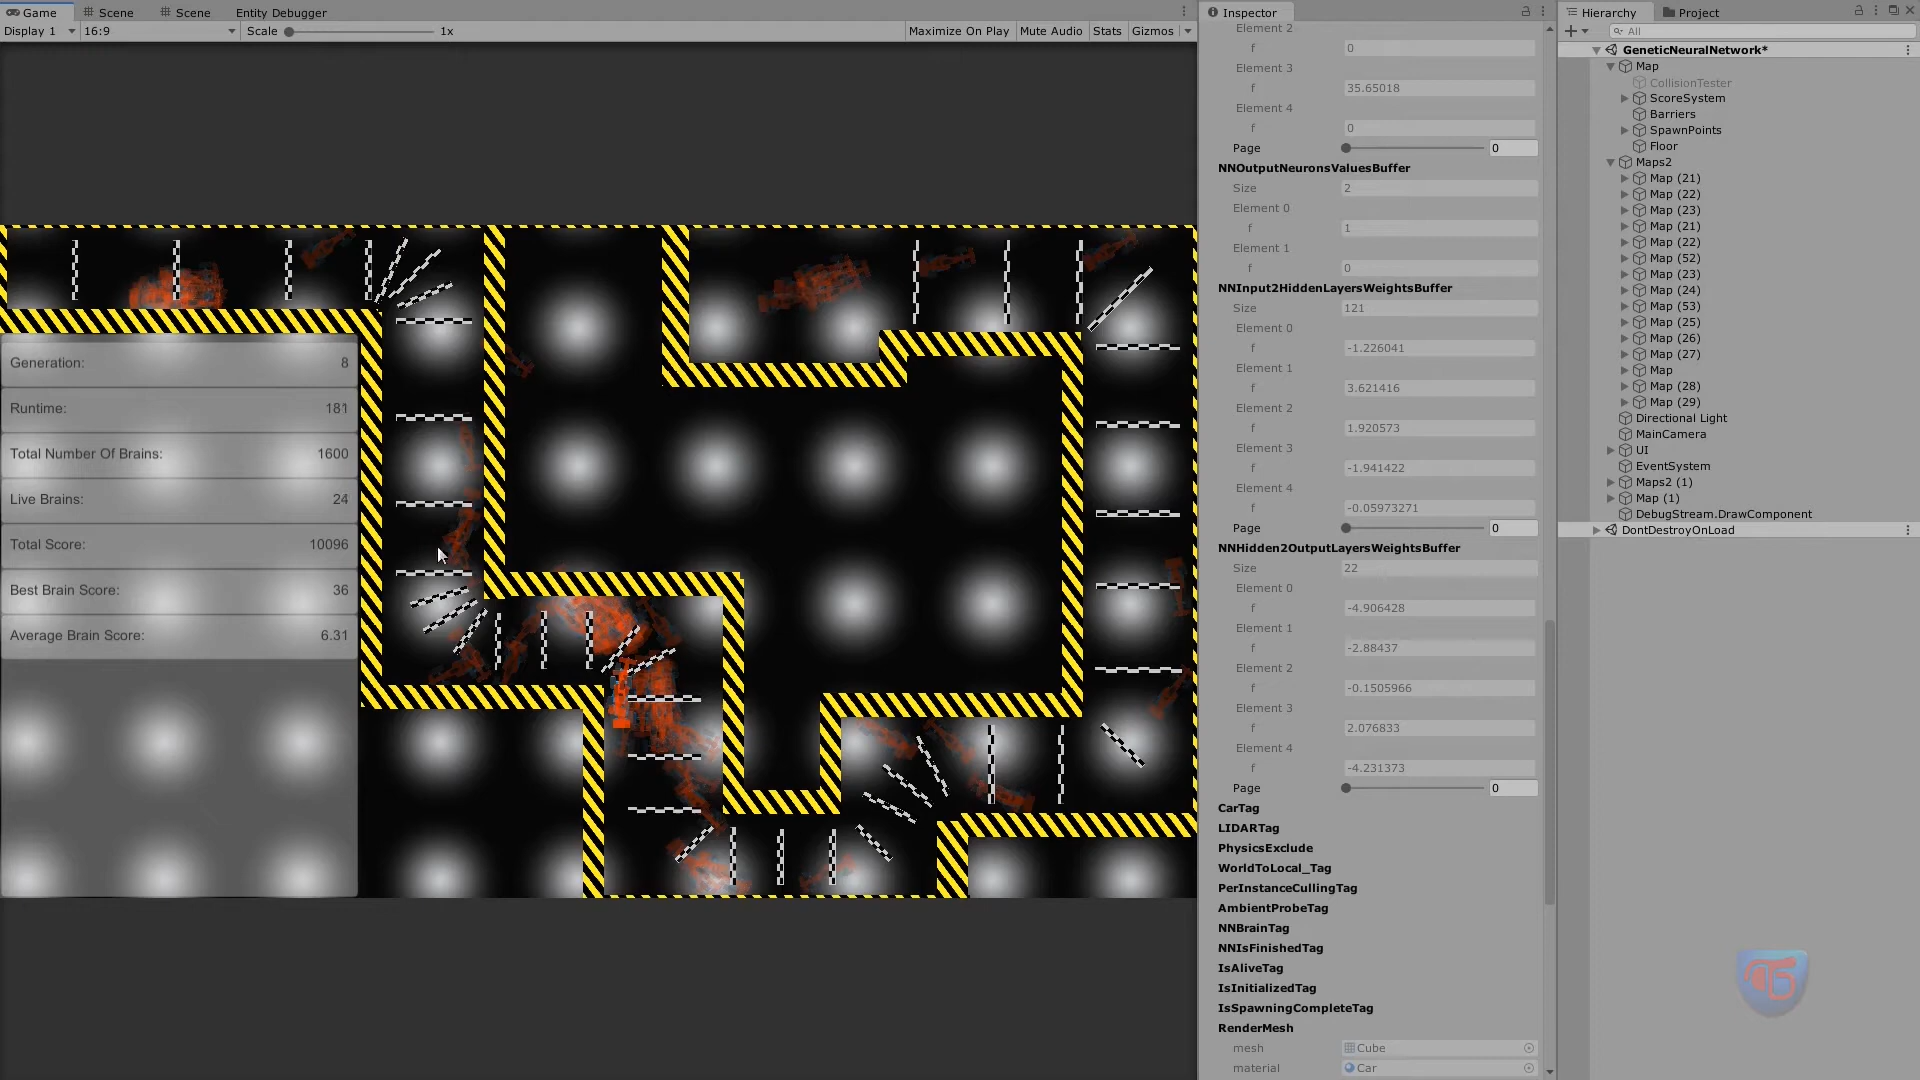 Game
Scene
Scene
Entity Debugger
Display 1
16:9
Scale
1x
Maximize On Play
Mute Audio
Stats
Gizmos
Generation: 8
Runtime: 181
Total Number Of Brains: 1600
Live Brains: 24
Total Score: 10096
Best Brain Score: 36
Average Brain Score: 6.31
Inspector
Element 2
f 0
Element 3
f 35.65018
Element 4
f 0
Page 0
NNOutputNeuronsValuesBuffer
Size 2
Element 0
f 1
Element 1
f 0
NNInput2HiddenLayersWeightsBuffer
Size 121
Element 0
f -1.226041
Element 1
f 3.621416
Element 2
f 1.920573
Element 3
f -1.941422
Element 4
f -0.05973271
Page 0
NNHidden2OutputLayersWeightsBuffer
Size 22
Element 0
f -4.906428
Element 1
f -2.88437
Element 2
f -0.1505966
Element 3
f 2.076833
Element 4
f -4.231373
Page 0
CarTag
LIDARTag
PhysicsExclude
WorldToLocal_Tag
PerInstanceCullingTag
AmbientProbeTag
NNBrainTag
NNIsFinishedTag
IsAliveTag
IsInitializedTag
IsSpawningCompleteTag
RenderMesh
mesh Cube
material Car
Hierarchy
Project
All
GeneticNeuralNetwork*
Map
CollisionTester
ScoreSystem
Barriers
SpawnPoints
Floor
Maps2
Map (21)
Map (22)
Map (23)
Map (21)
Map (22)
Map (52)
Map (23)
Map (24)
Map (53)
Map (25)
Map (26)
Map (27)
Map
Map (28)
Map (29)
Directional Light
MainCamera
UI
EventSystem
Maps2 (1)
Map (1)
DebugStream.DrawComponent
DontDestroyOnLoad